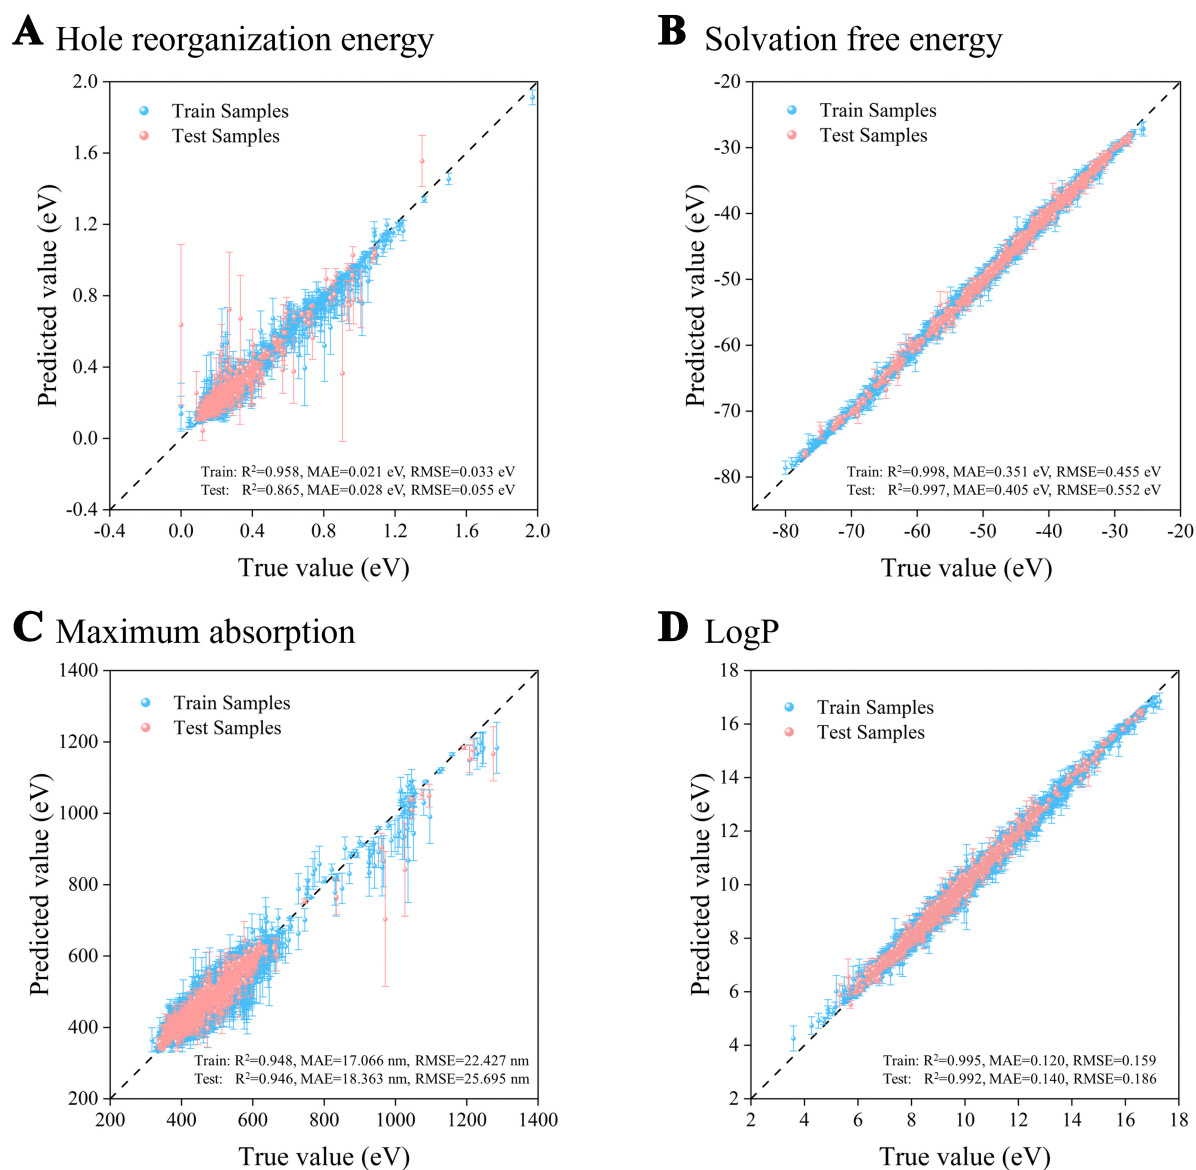 A Hole reorganization energy
2.0
1.6
1.2
0.8
0.4
0.0
-0.4
Predicted value (eV)
Train Samples
Test Samples
Train: R²=0.958, MAE=0.021 eV, RMSE=0.033 eV
Test: R²=0.865, MAE=0.028 eV, RMSE=0.055 eV
-0.4 0.0 0.4 0.8 1.2 1.6 2.0
True value (eV)
B Solvation free energy
-20
-30
-40
-50
-60
-70
-80
Predicted value (eV)
Train Samples
Test Samples
Train: R²=0.998, MAE=0.351 eV, RMSE=0.455 eV
Test: R²=0.997, MAE=0.405 eV, RMSE=0.552 eV
-80 -70 -60 -50 -40 -30 -20
True value (eV)
C Maximum absorption
1400
1200
1000
800
600
400
200
Predicted value (eV)
Train Samples
Test Samples
Train: R²=0.948, MAE=17.066 nm, RMSE=22.427 nm
Test: R²=0.946, MAE=18.363 nm, RMSE=25.695 nm
200 400 600 800 1000 1200 1400
True value (eV)
D LogP
18
16
14
12
10
8
6
4
2
Predicted value (eV)
Train Samples
Test Samples
Train: R²=0.995, MAE=0.120, RMSE=0.159
Test: R²=0.992, MAE=0.140, RMSE=0.186
2 4 6 8 10 12 14 16 18
True value (eV)